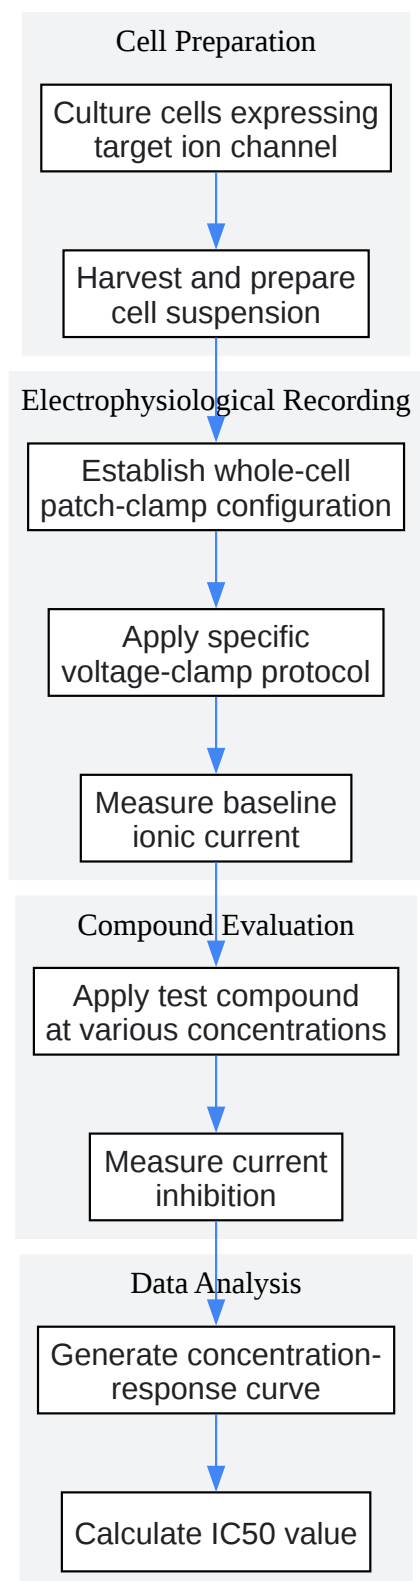 Cell Preparation
Culture cells expressing
target ion channel
Harvest and prepare
cell suspension
Electrophysiological Recording
Establish whole-cell
patch-clamp configuration
Apply specific
voltage-clamp protocol
Measure baseline
ionic current
Compound Evaluation
Apply test compound
at various concentrations
Measure current
inhibition
Data Analysis
Generate concentration-
response curve
Calculate IC50 value